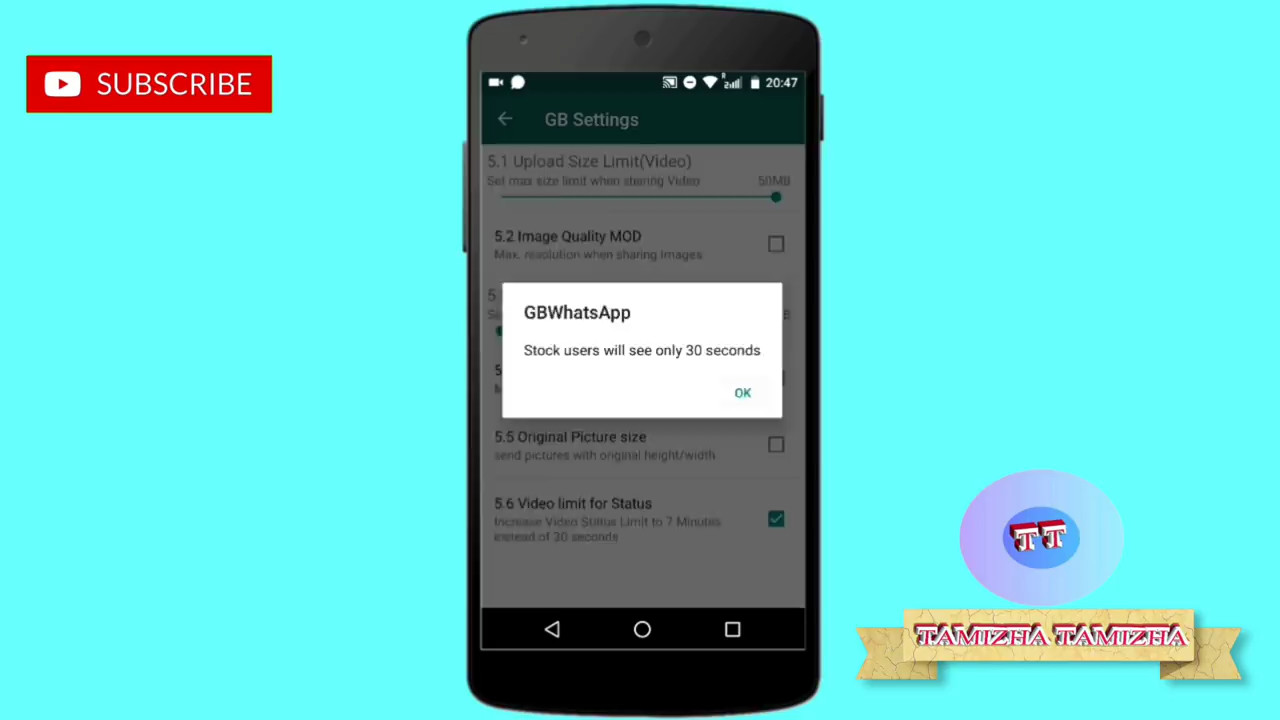 SUBSCRIBE
20:47
GB Settings
5.1 Upload Size Limit(Video)
Set max size limit when sharing Video 50MB
5.2 Image Quality MOD
Max. resolution when sharing images
5
GBWhatsApp
Stock users will see only 30 seconds
OK
5.5 Original Picture size
send pictures with original height/width
5.6 Video limit for Status
Increase Video Status Limit to 7 Minutes
instead of 30 seconds
TT
TAMIZHA TAMIZHA